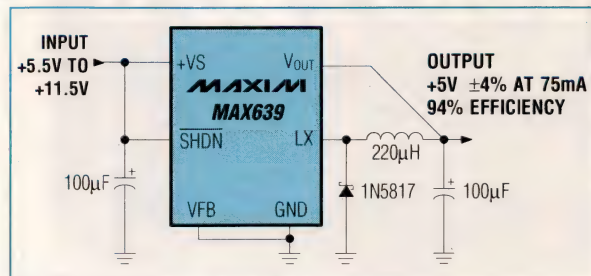 INPUT
+5.5V TO
+11.5V
+VS
VOUT
MAXIM
MAX639
SHDN
LX
VFB
GND
100µF
+
220µH
1N5817
+
100µF
OUTPUT
+5V ±4% AT 75mA
94% EFFICIENCY